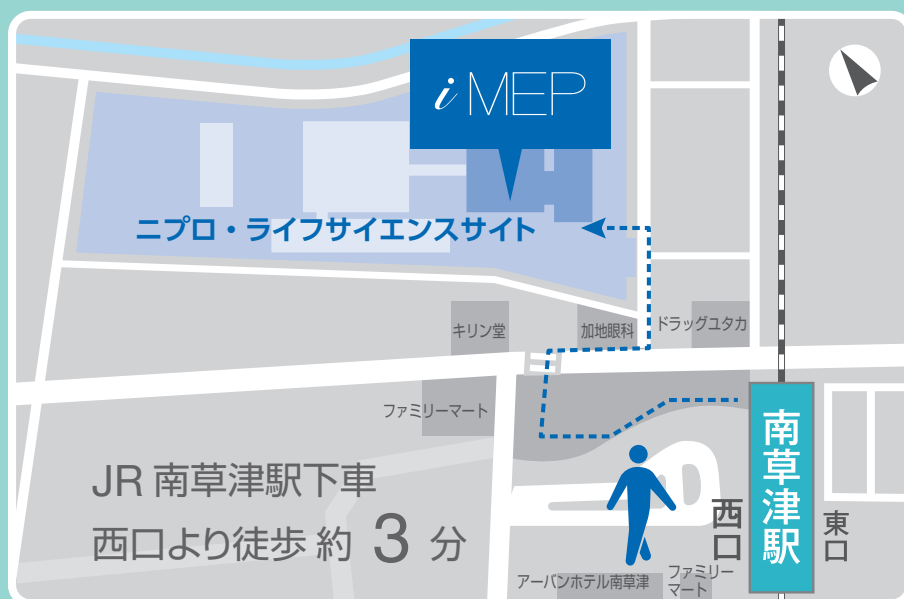 i MEP
ニプロ・ライフサイエンスサイト
キリン堂
加地眼科
ドラッグユタカ
ファミリーマート
JR 南草津駅下車
西口より徒歩 約 3 分
西口
南草津駅
東口
アーバンホテル南草津
ファミリー
マート